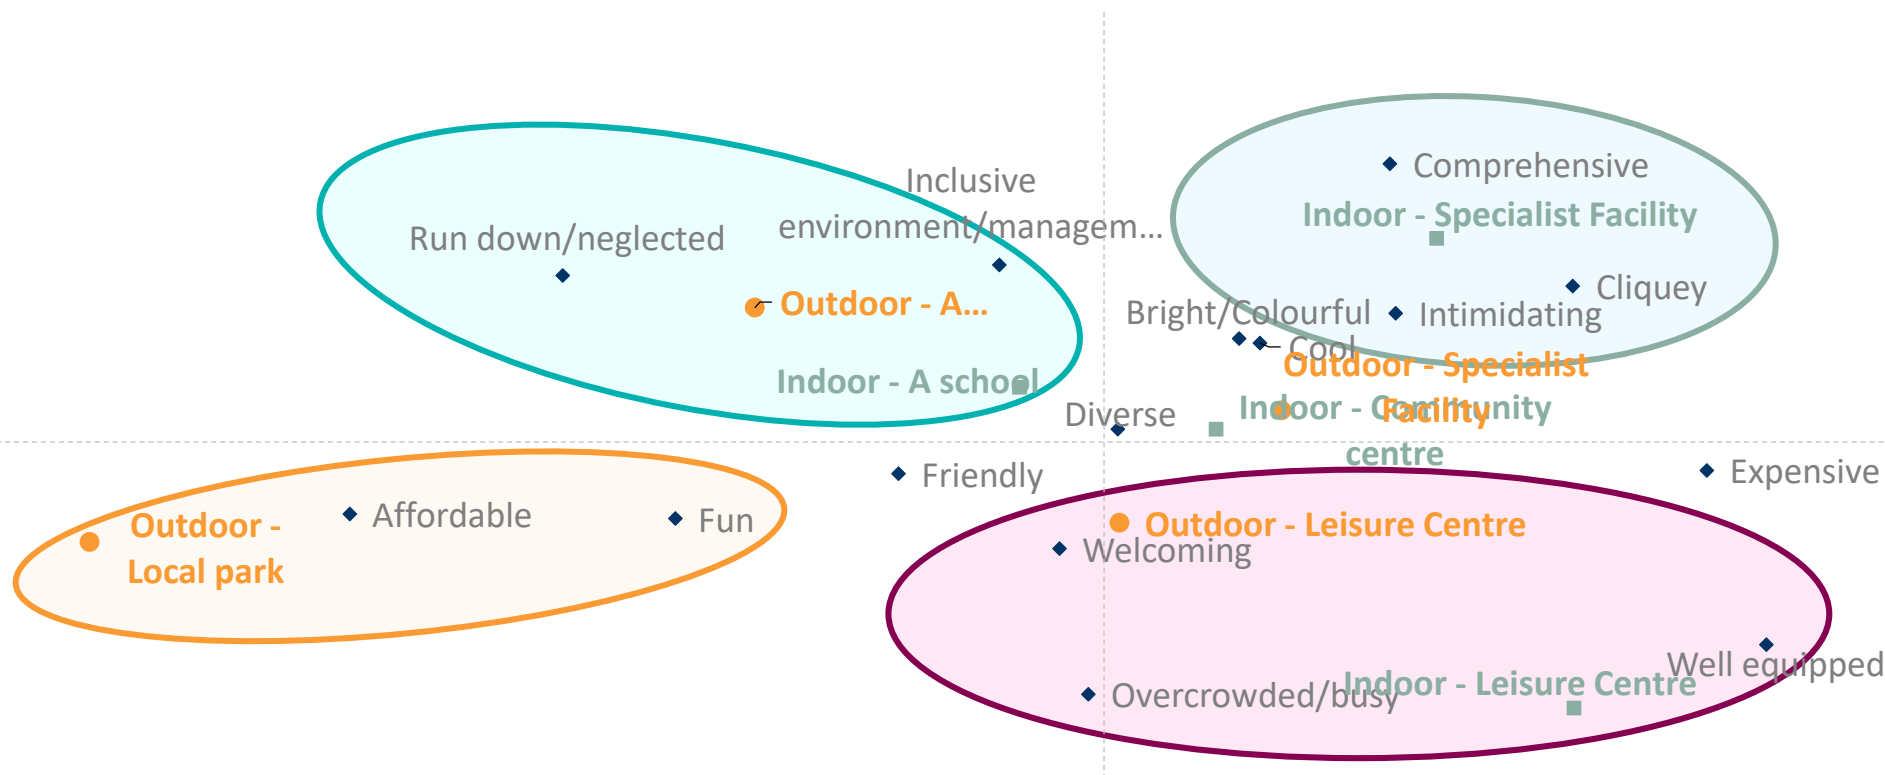 Inclusive
environment/managem...
Run down/neglected
Outdoor - A...
Indoor - A school
Comprehensive
Indoor - Specialist Facility
Cliquey
Bright/Colourful
Intimidating
Cool
Outdoor - Specialist
Facility
Indoor - Community
centre
Diverse
Friendly
Expensive
Outdoor -
Local park
Affordable
Fun
Outdoor - Leisure Centre
Welcoming
Well equipped
Indoor - Leisure Centre
Overcrowded/busy